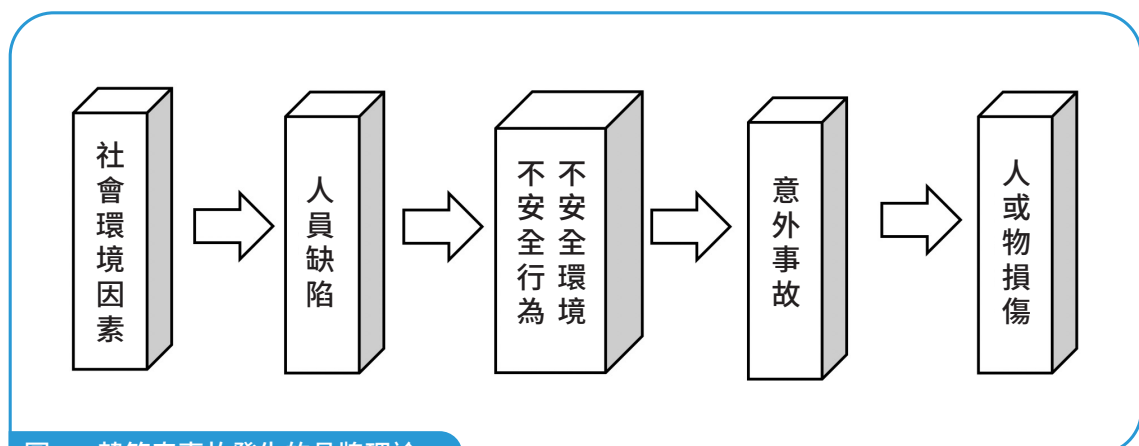 社會環境因素
人員缺陷
不安全環境
不安全行為
意外事故
人或物損傷